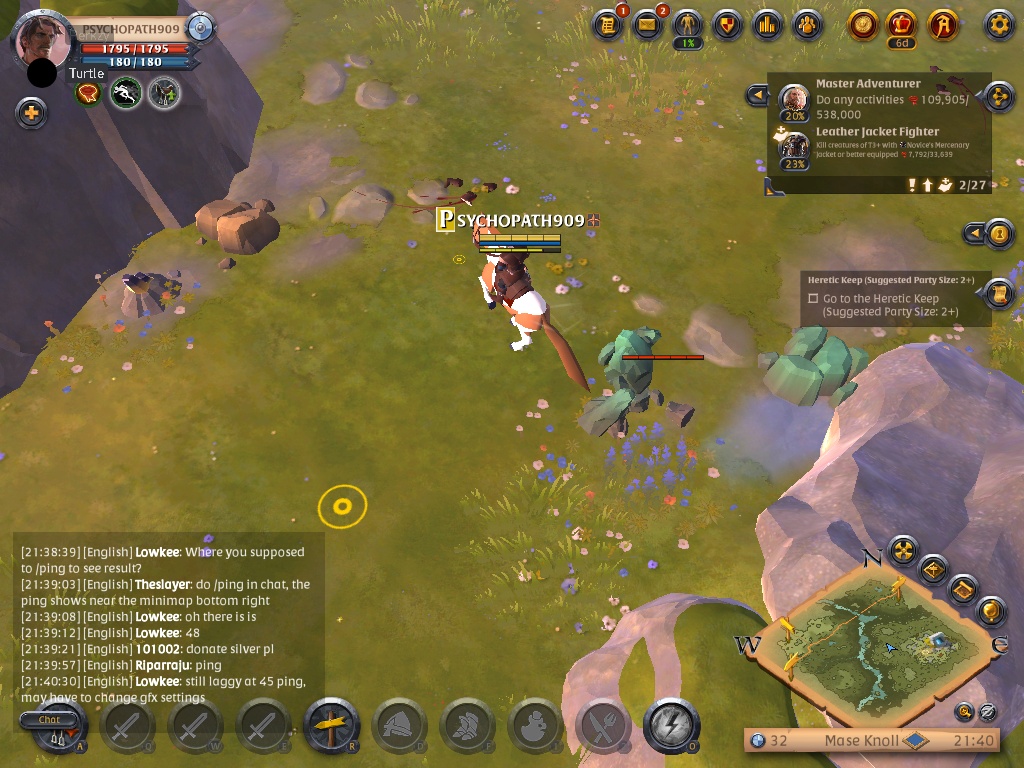 PSYCHOPATH909
1795 / 1795
180 / 180
Turtle
1
2
1%
6d
Master Adventurer
Do any activities 109,905/
538,000
20%
Leather Jacket Fighter
Kill creatures of T3+ with Novice's Mercenary
Jacket or better equipped 7,792/33,639
23%
2/27
PSYCHOPATH909
Heretic Keep (Suggested Party Size: 2+)
Go to the Heretic Keep
(Suggested Party Size: 2+)
[21:38:39] [English] Lowkee: Where you supposed
to /ping to see result?
[21:39:03] [English] Theslayer: do /ping in chat, the
ping shows near the minimap bottom right
[21:39:08] [English] Lowkee: oh there is is
[21:39:12] [English] Lowkee: 48
[21:39:21] [English] 101002: donate silver pl
[21:39:57] [English] Riparraju: ping
[21:40:30] [English] Lowkee: still laggy at 45 ping,
may have to change gfx settings
Chat
A
Q
W
E
R
D
F
O
N
W
E
32
Mase Knoll
21:40